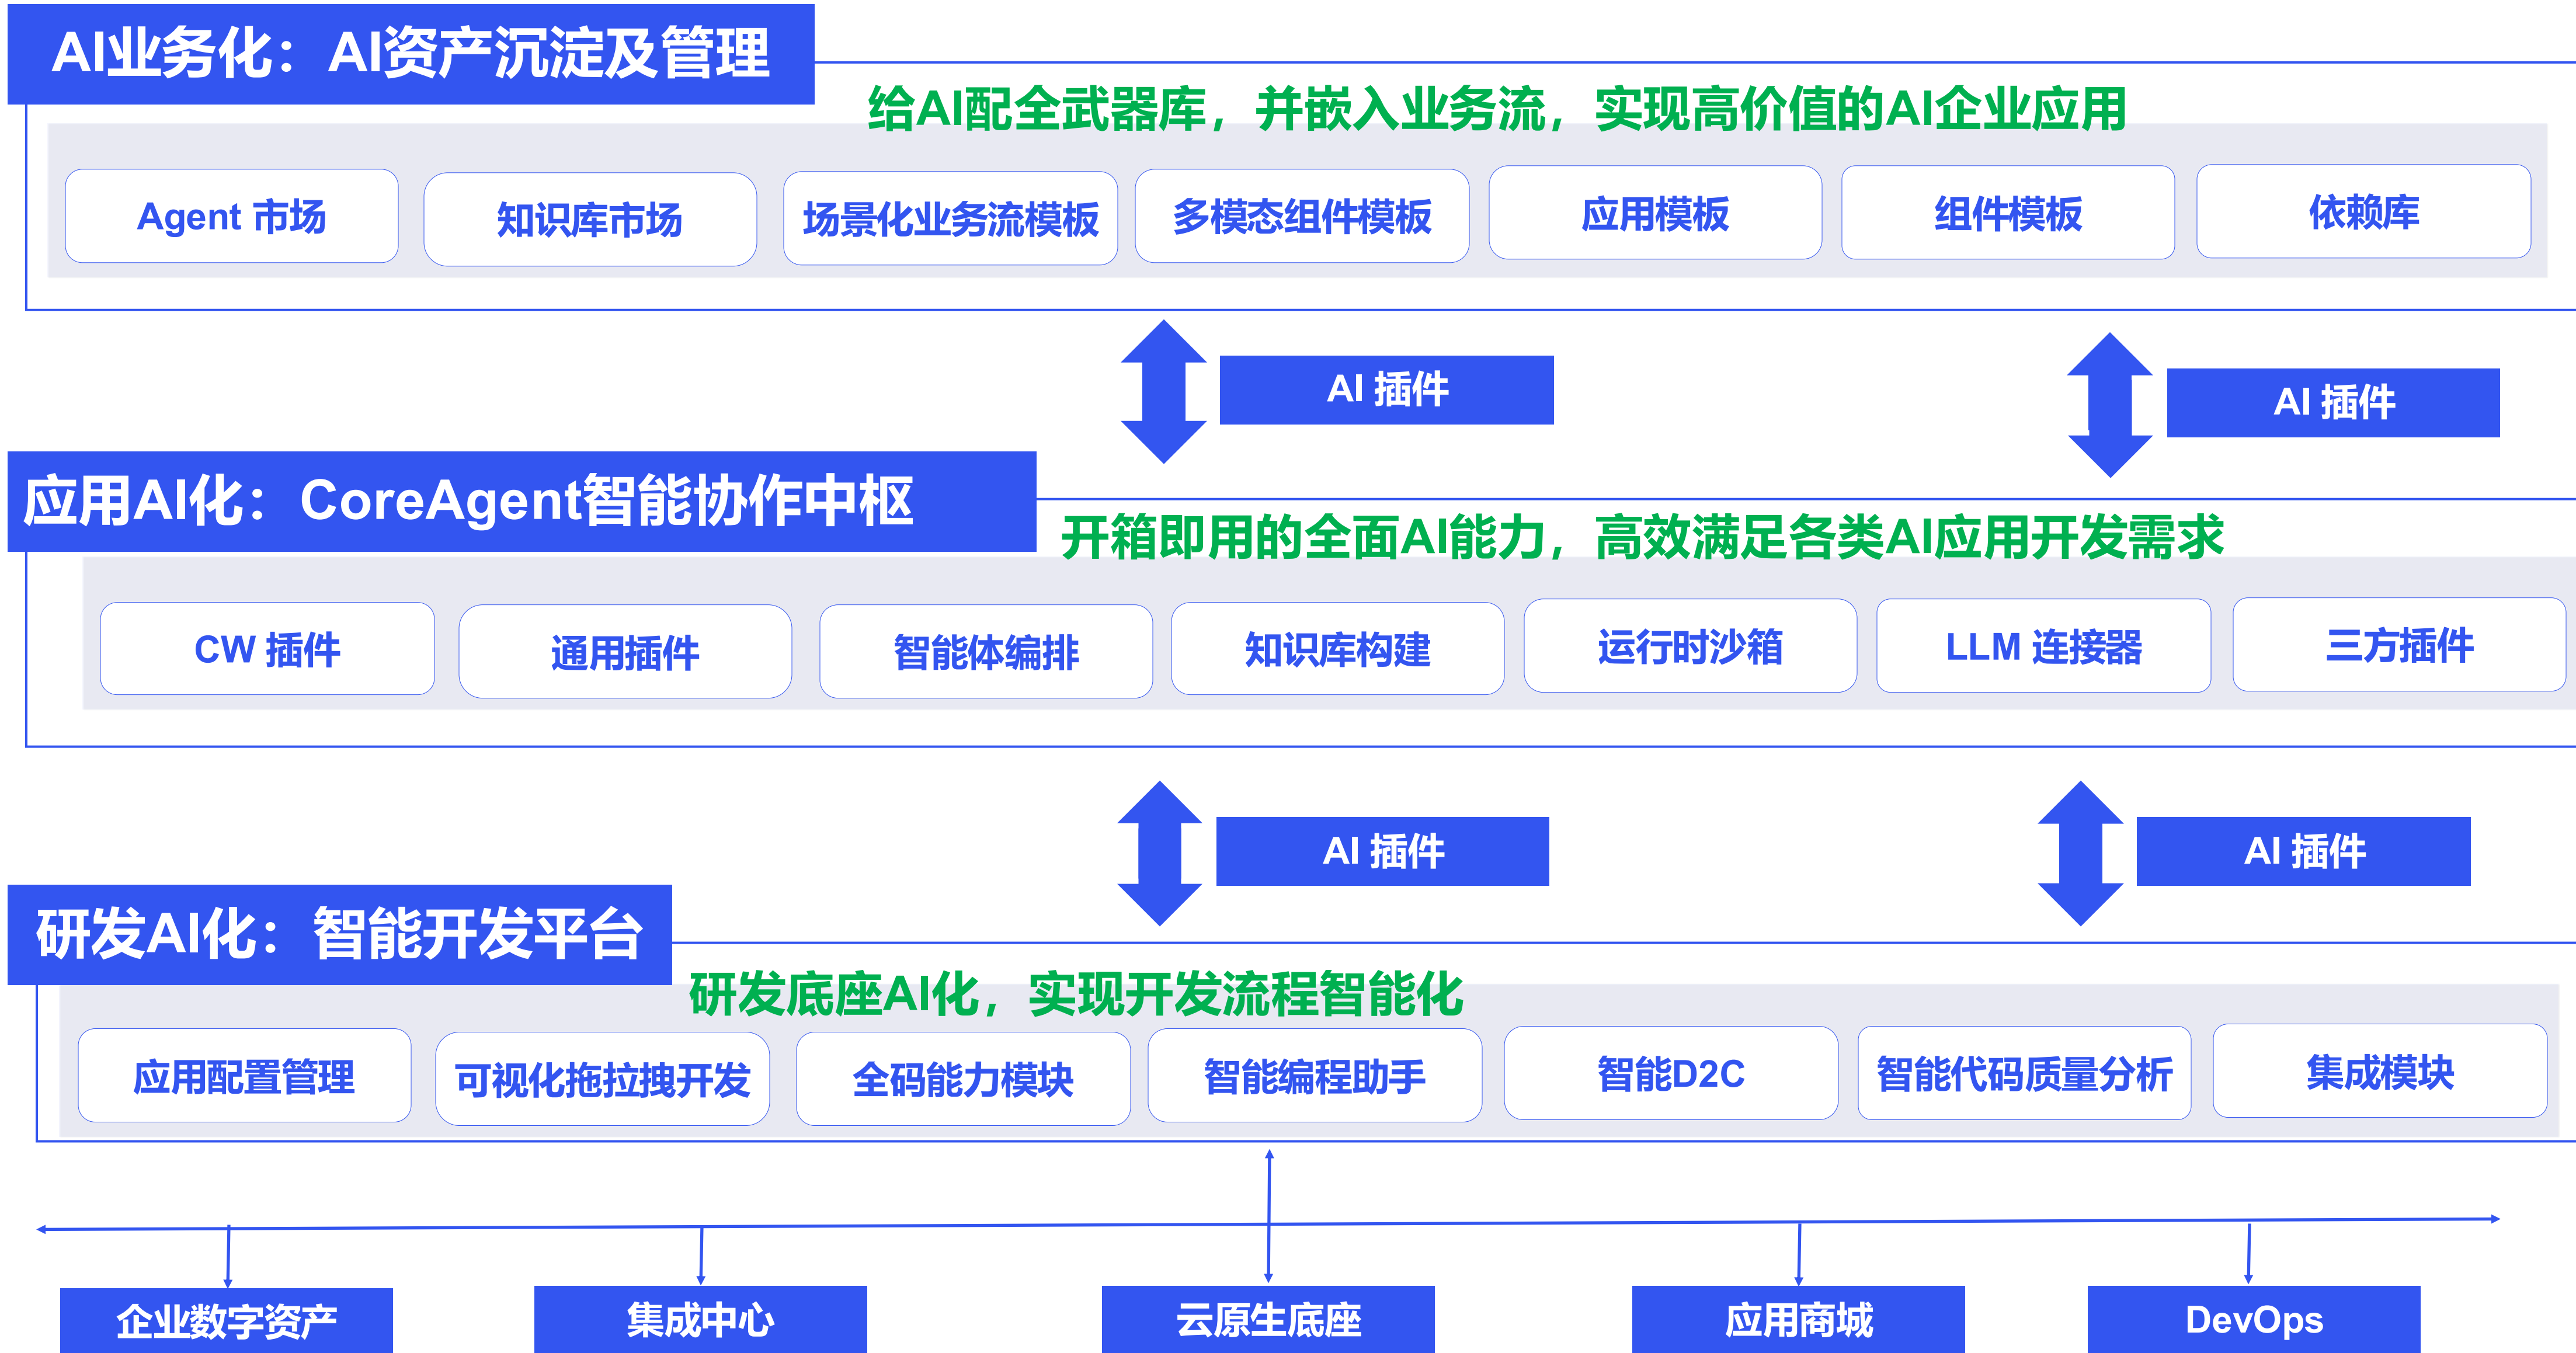 AI业务化：AI资产沉淀及管理
给AI配全武器库，并嵌入业务流，实现高价值的AI企业应用
Agent 市场
知识库市场
场景化业务流模板
多模态组件模板
应用模板
组件模板
依赖库
AI 插件
AI 插件
应用AI化：CoreAgent智能协作中枢
开箱即用的全面AI能力，高效满足各类AI应用开发需求
CW 插件
通用插件
智能体编排
知识库构建
运行时沙箱
LLM 连接器
三方插件
AI 插件
AI 插件
研发AI化：智能开发平台
研发底座AI化，实现开发流程智能化
应用配置管理
可视化拖拉拽开发
全码能力模块
智能编程助手
智能D2C
智能代码质量分析
集成模块
企业数字资产
集成中心
云原生底座
应用商城
DevOps